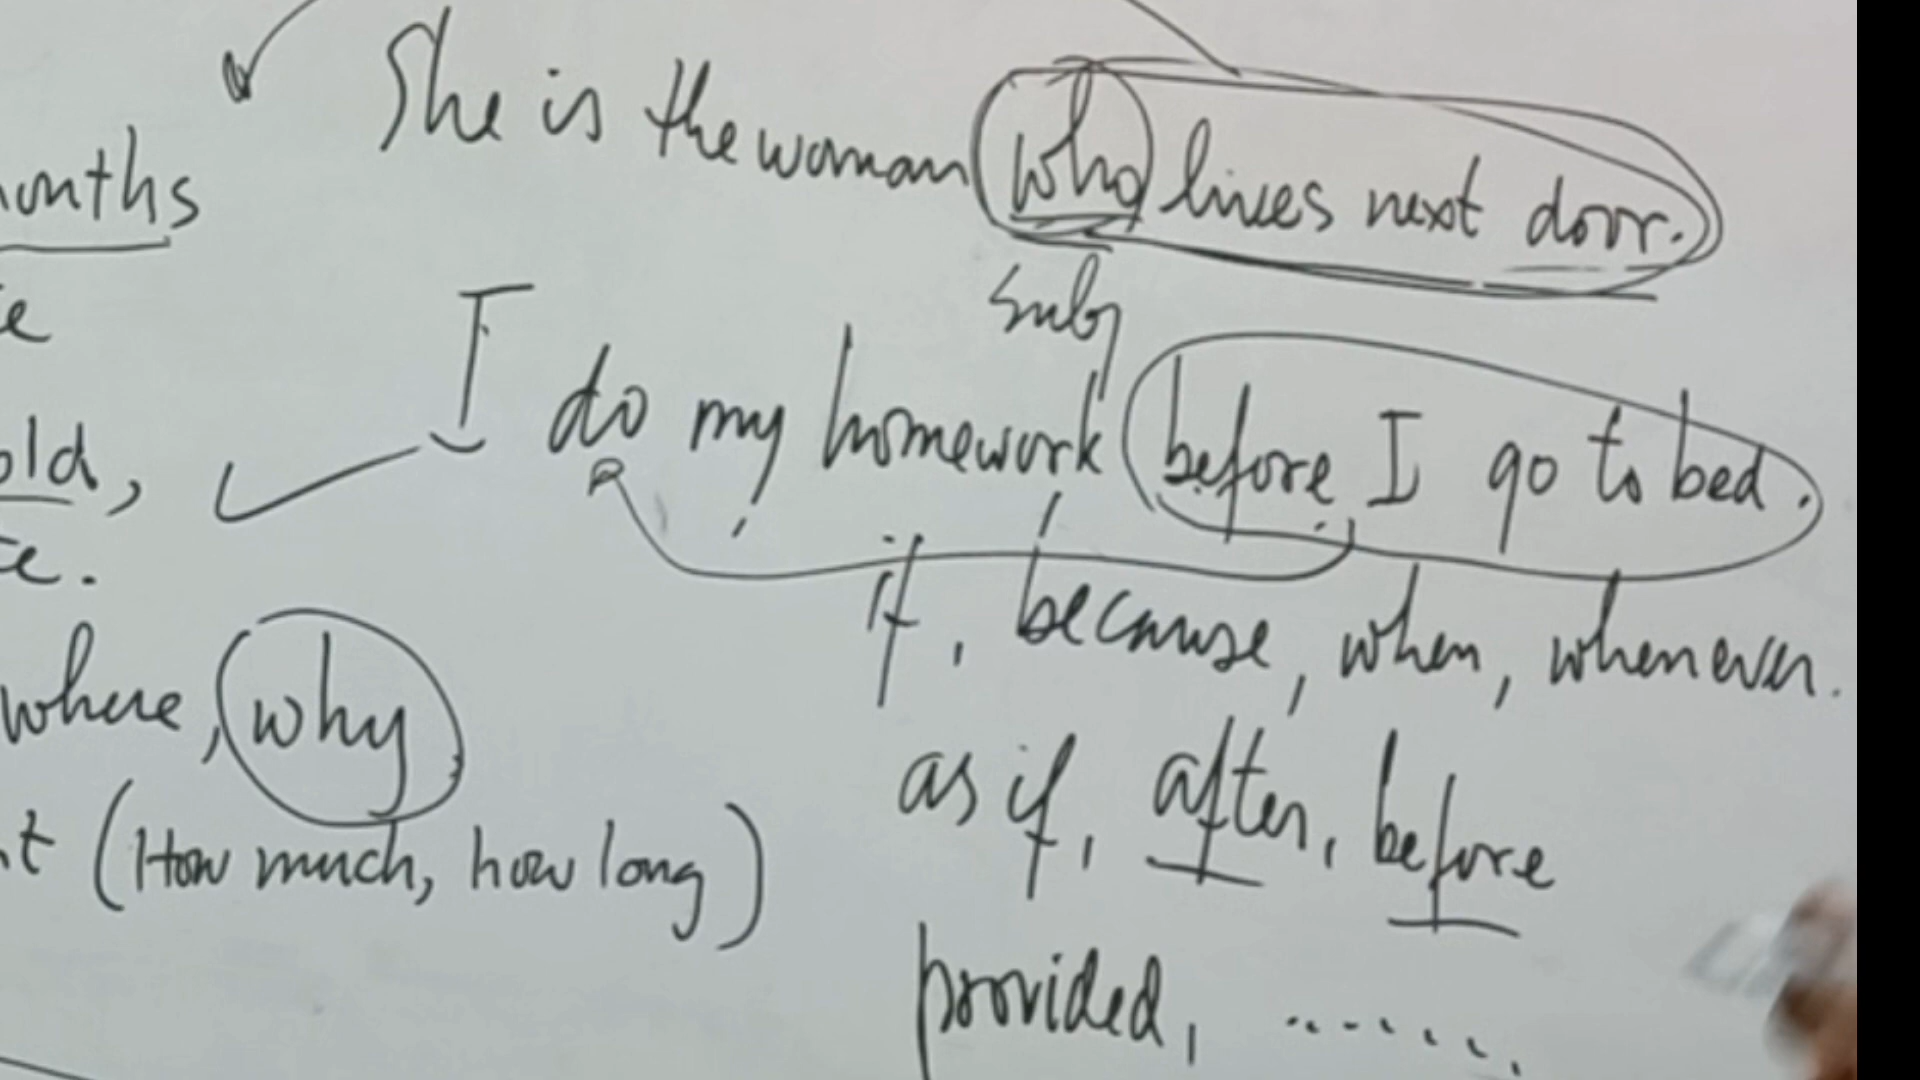 She is the woman who lives next door.
months
subj
I do my homework before I go to bed.
old,
if, because, when, whenever.
where, why
as if, after, before
(How much, how long)
provided, .......